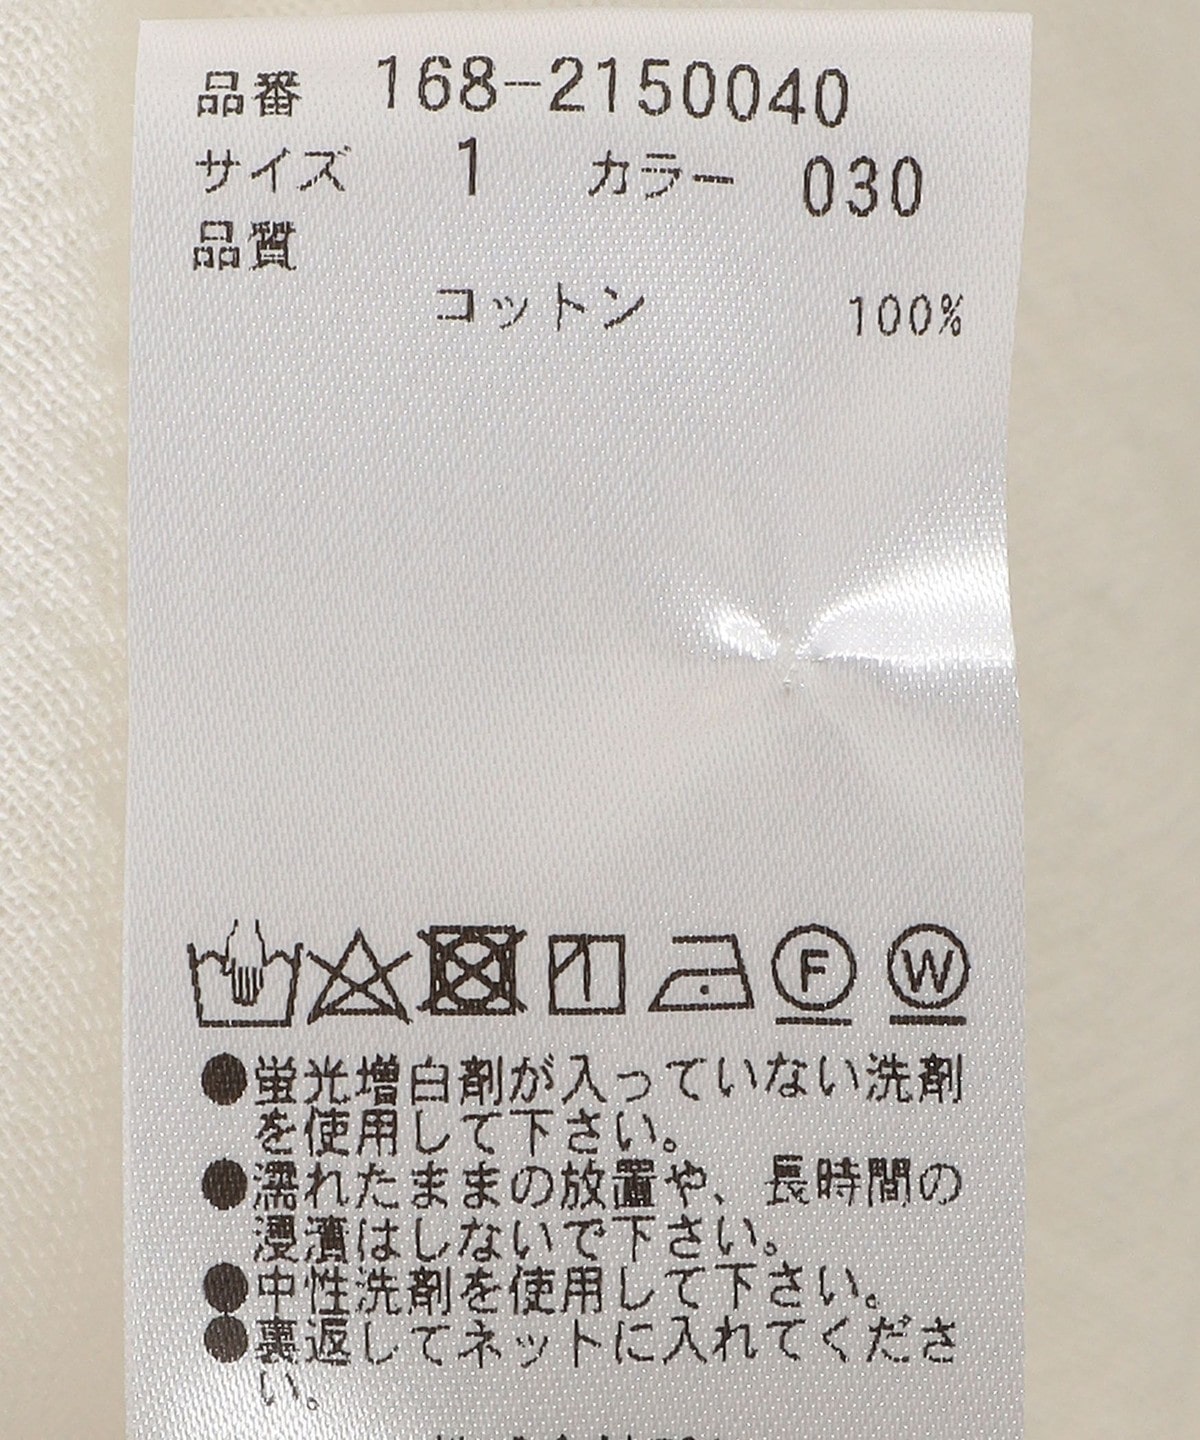 品番 168-2150040
サイズ 1 カラー 030
品質
コットン 100%
F W
●蛍光増白剤が入っていない洗剤
を使用して下さい。
●濡れたままの放置や、長時間の
浸漬はしないで下さい。
●中性洗剤を使用して下さい。
●裏返してネットに入れてくださ
い。